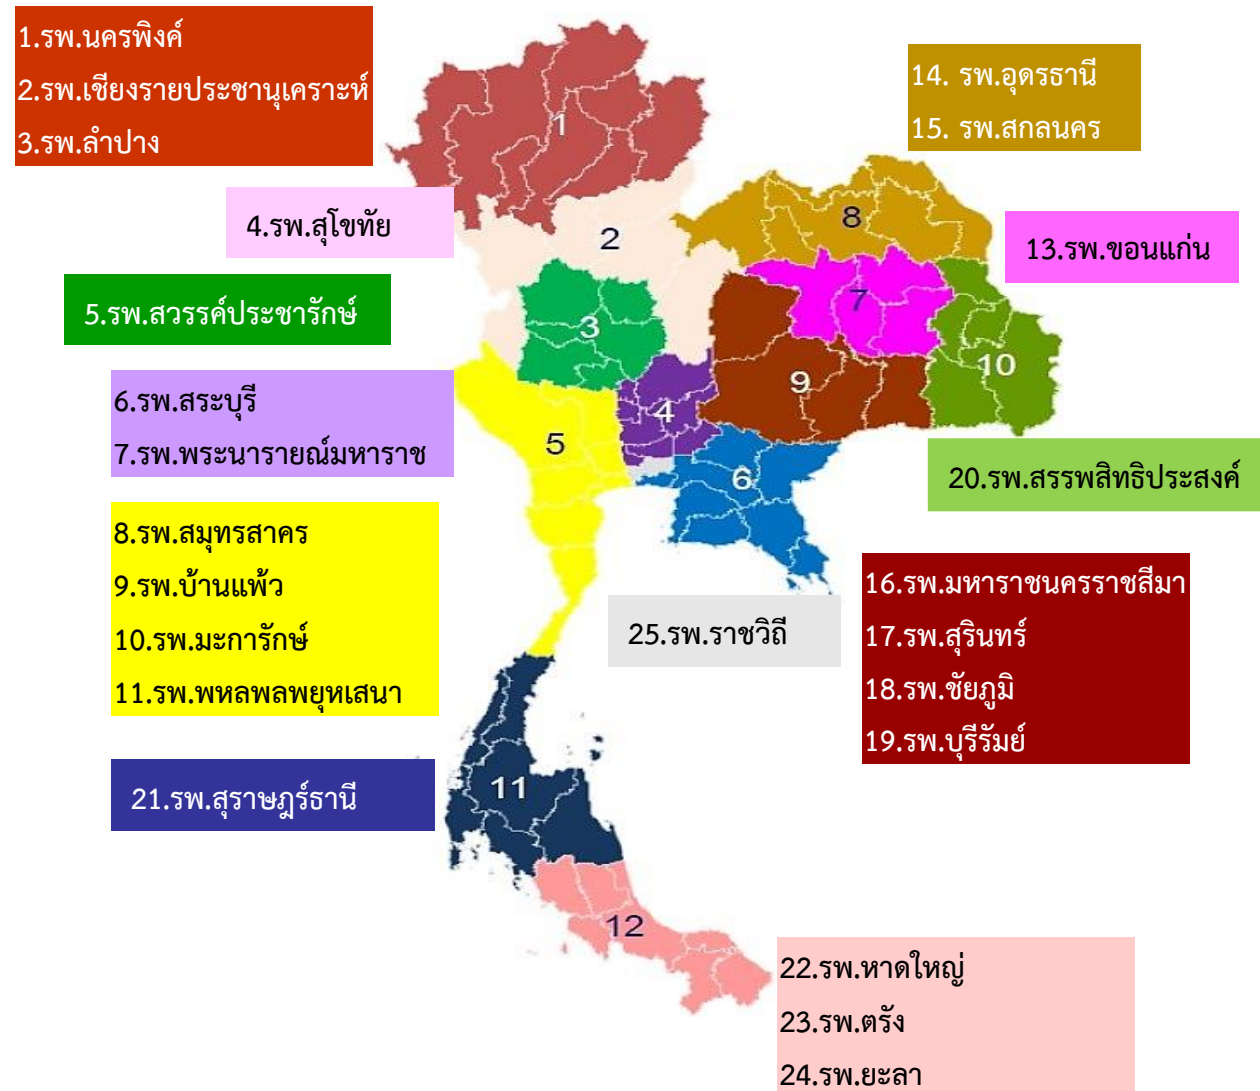 1.รพ.นครพิงค์
2.รพ.เชียงรายประชานุเคราะห์
3.รพ.ลำปาง
14. รพ.อุดรธานี
15. รพ.สกลนคร
1
4.รพ.สุโขทัย
8
2
13.รพ.ขอนแก่น
5.รพ.สวรรค์ประชารักษ์
7
3
10
6.รพ.สระบุรี
7.รพ.พระนารายณ์มหาราช
9
4
5
6
20.รพ.สรรพสิทธิประสงค์
8.รพ.สมุทรสาคร
9.รพ.บ้านแพ้ว
10.รพ.มะการักษ์
11.รพ.พหลพลพยุหเสนา
25.รพ.ราชวิถี
16.รพ.มหาราชนครราชสีมา
17.รพ.สุรินทร์
18.รพ.ชัยภูมิ
19.รพ.บุรีรัมย์
21.รพ.สุราษฎร์ธานี
11
12
22.รพ.หาดใหญ่
23.รพ.ตรัง
24.รพ.ยะลา